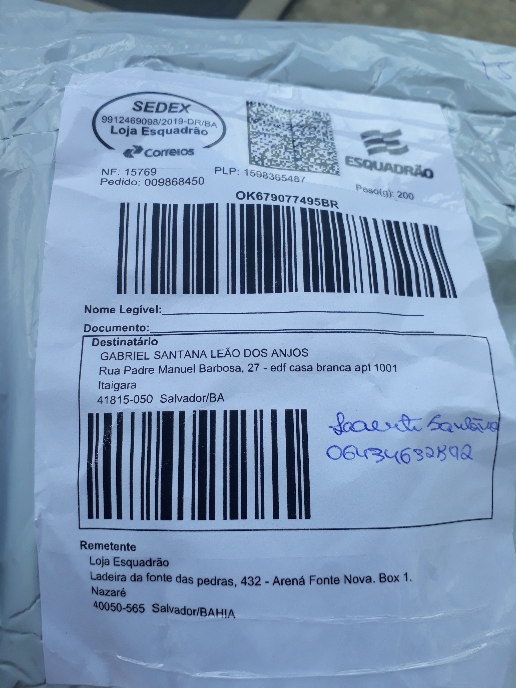 SEDEX
9912469098/2019-DR/BA
Loja Esquadrão
Correios
ESQUADRÃO
NF: 15769
PLP: 1598365487
Peso(g): 200
Pedido: 009868450
OK679077495BR
Nome Legível:
Documento:
Destinatário
GABRIEL SANTANA LEÃO DOS ANJOS
Rua Padre Manuel Barbosa, 27 - edf casa branca apt 1001
Itaigara
41815-050 Salvador/BA
Remetente
Loja Esquadrão
Ladeira da fonte das pedras, 432 - Arena Fonte Nova. Box 1.
Nazaré
40050-565 Salvador/BAHIA